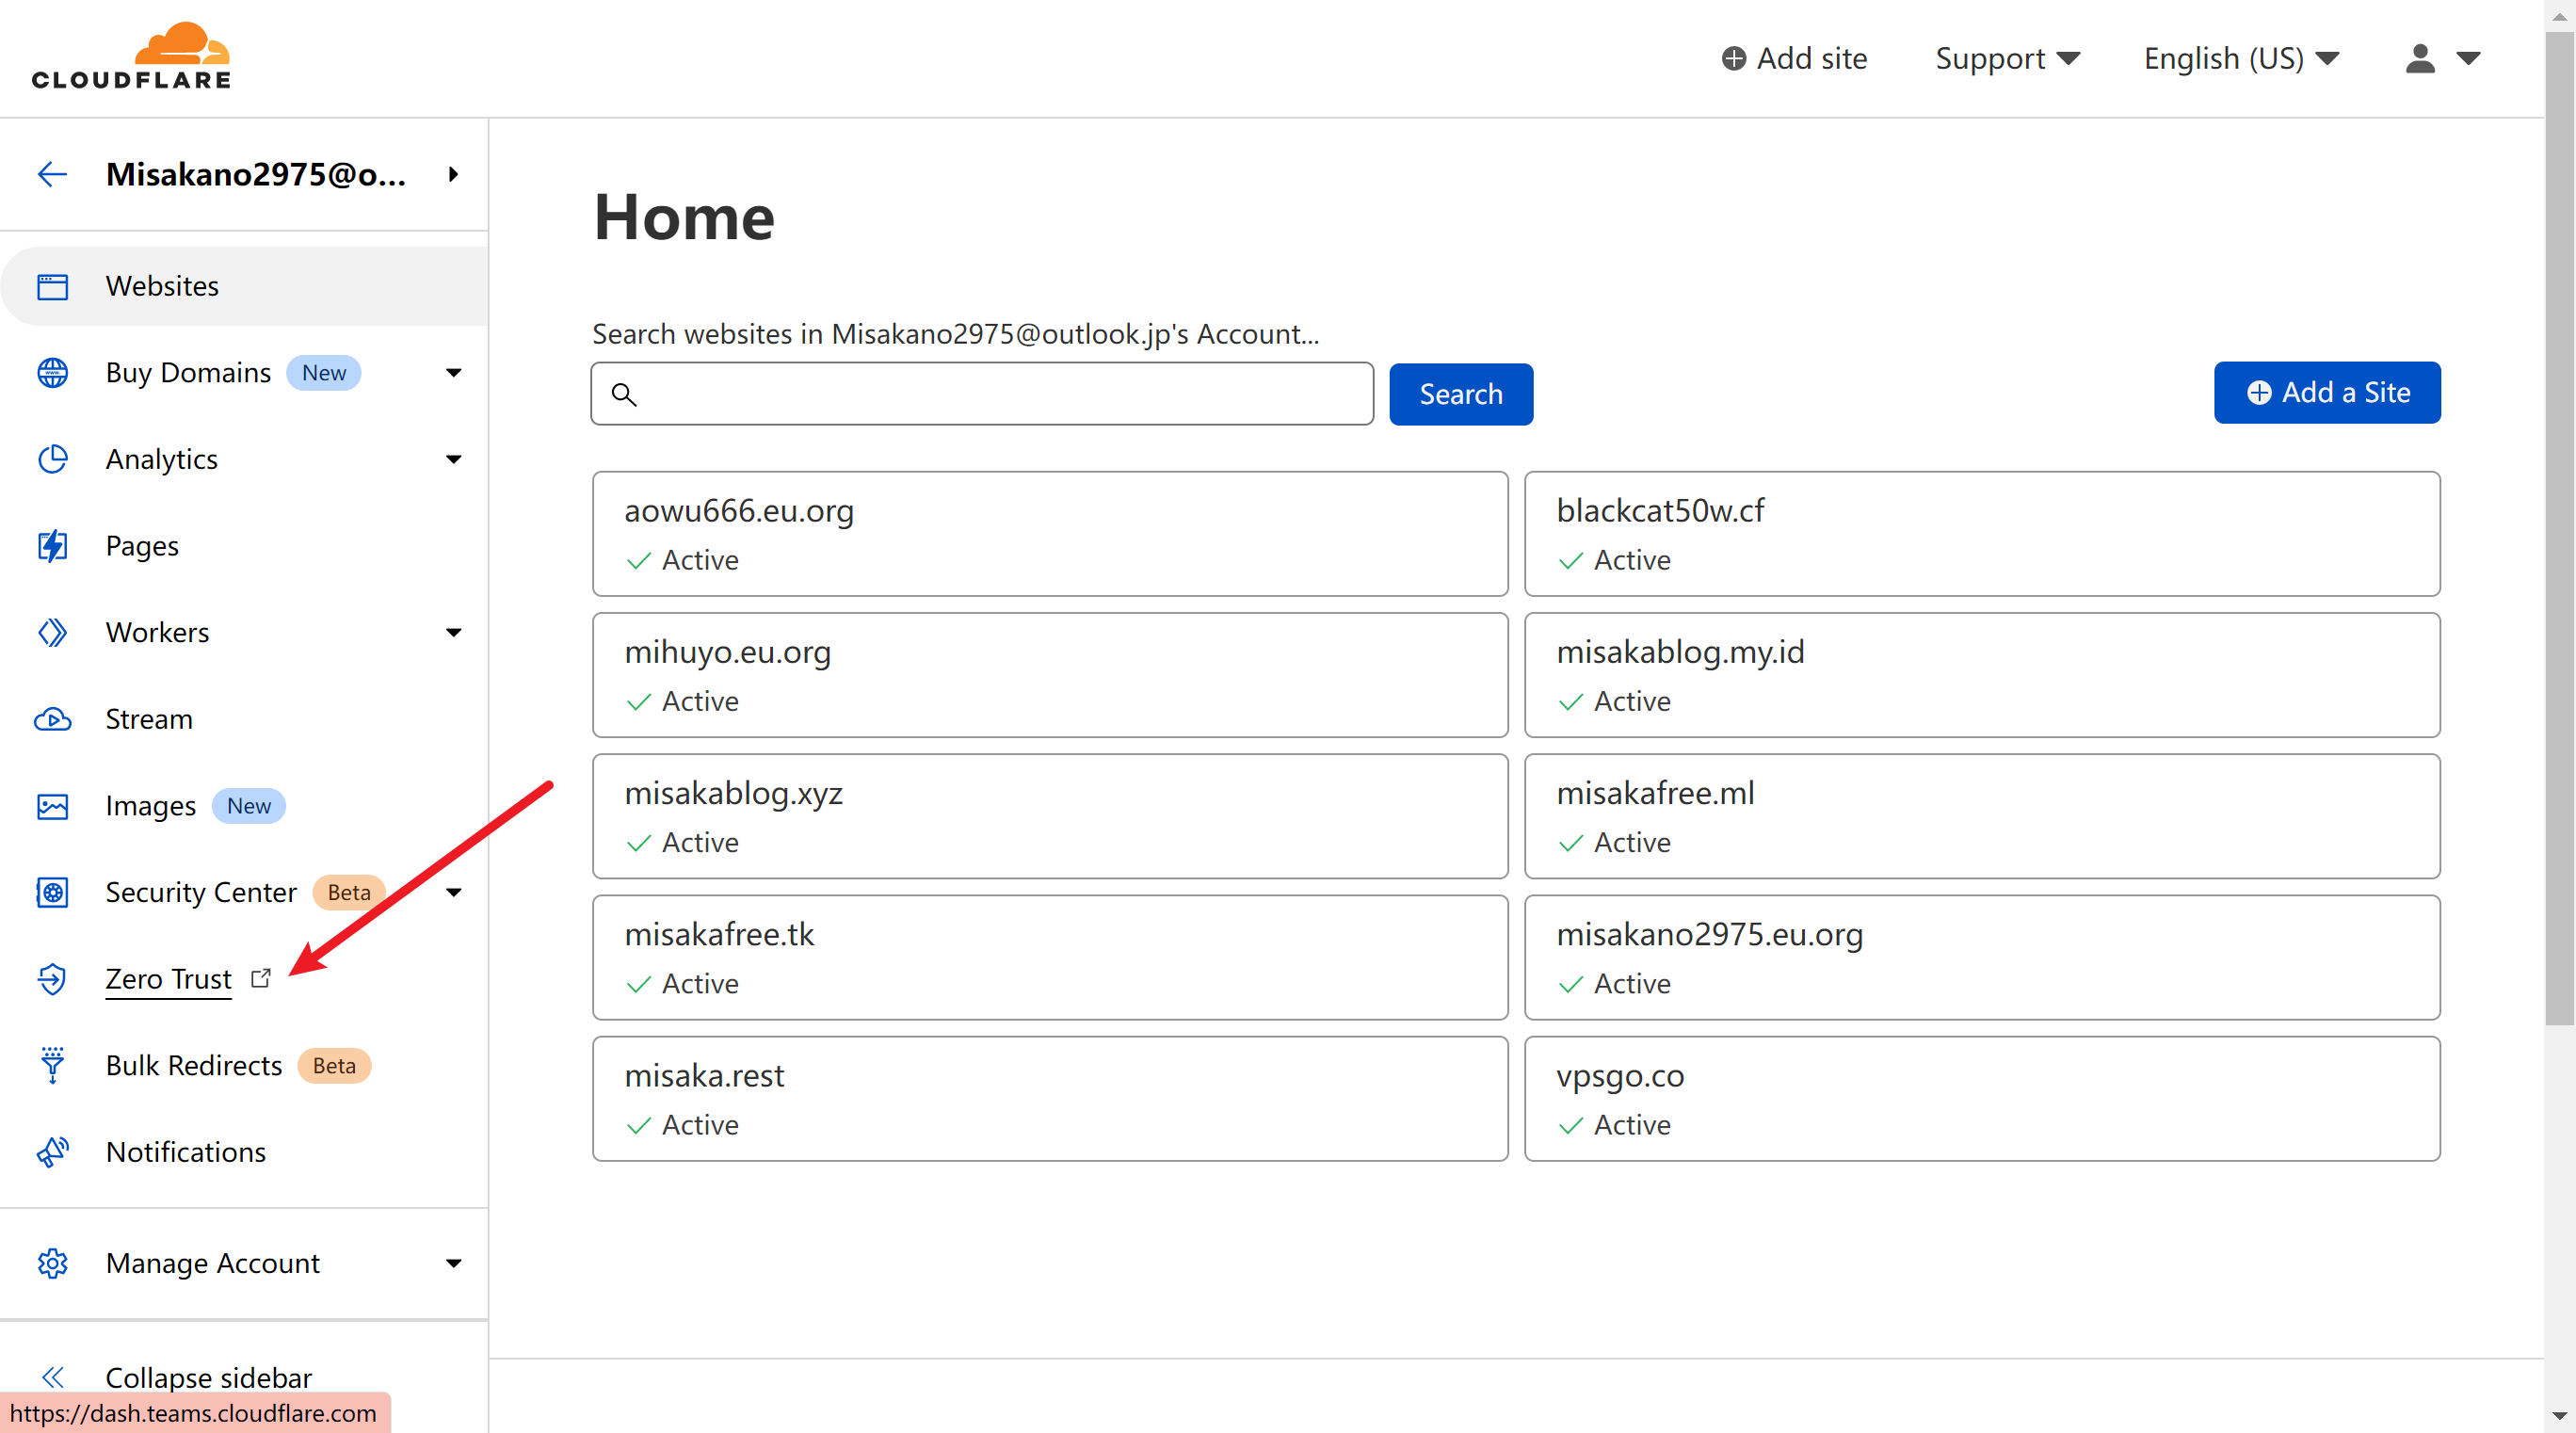 CLOUDFLARE
Add site
Support
English (US)
Misakano2975@o...
Websites
Buy Domains New
Analytics
Pages
Workers
Stream
Images New
Security Center Beta
Zero Trust
Bulk Redirects Beta
Notifications
Manage Account
Collapse sidebar
https://dash.teams.cloudflare.com
Home
Search websites in Misakano2975@outlook.jp's Account...
Search
Add a Site
aowu666.eu.org
Active
blackcat50w.cf
Active
mihuyo.eu.org
Active
misakablog.my.id
Active
misakablog.xyz
Active
misakafree.ml
Active
misakafree.tk
Active
misakano2975.eu.org
Active
misaka.rest
Active
vpsgo.co
Active